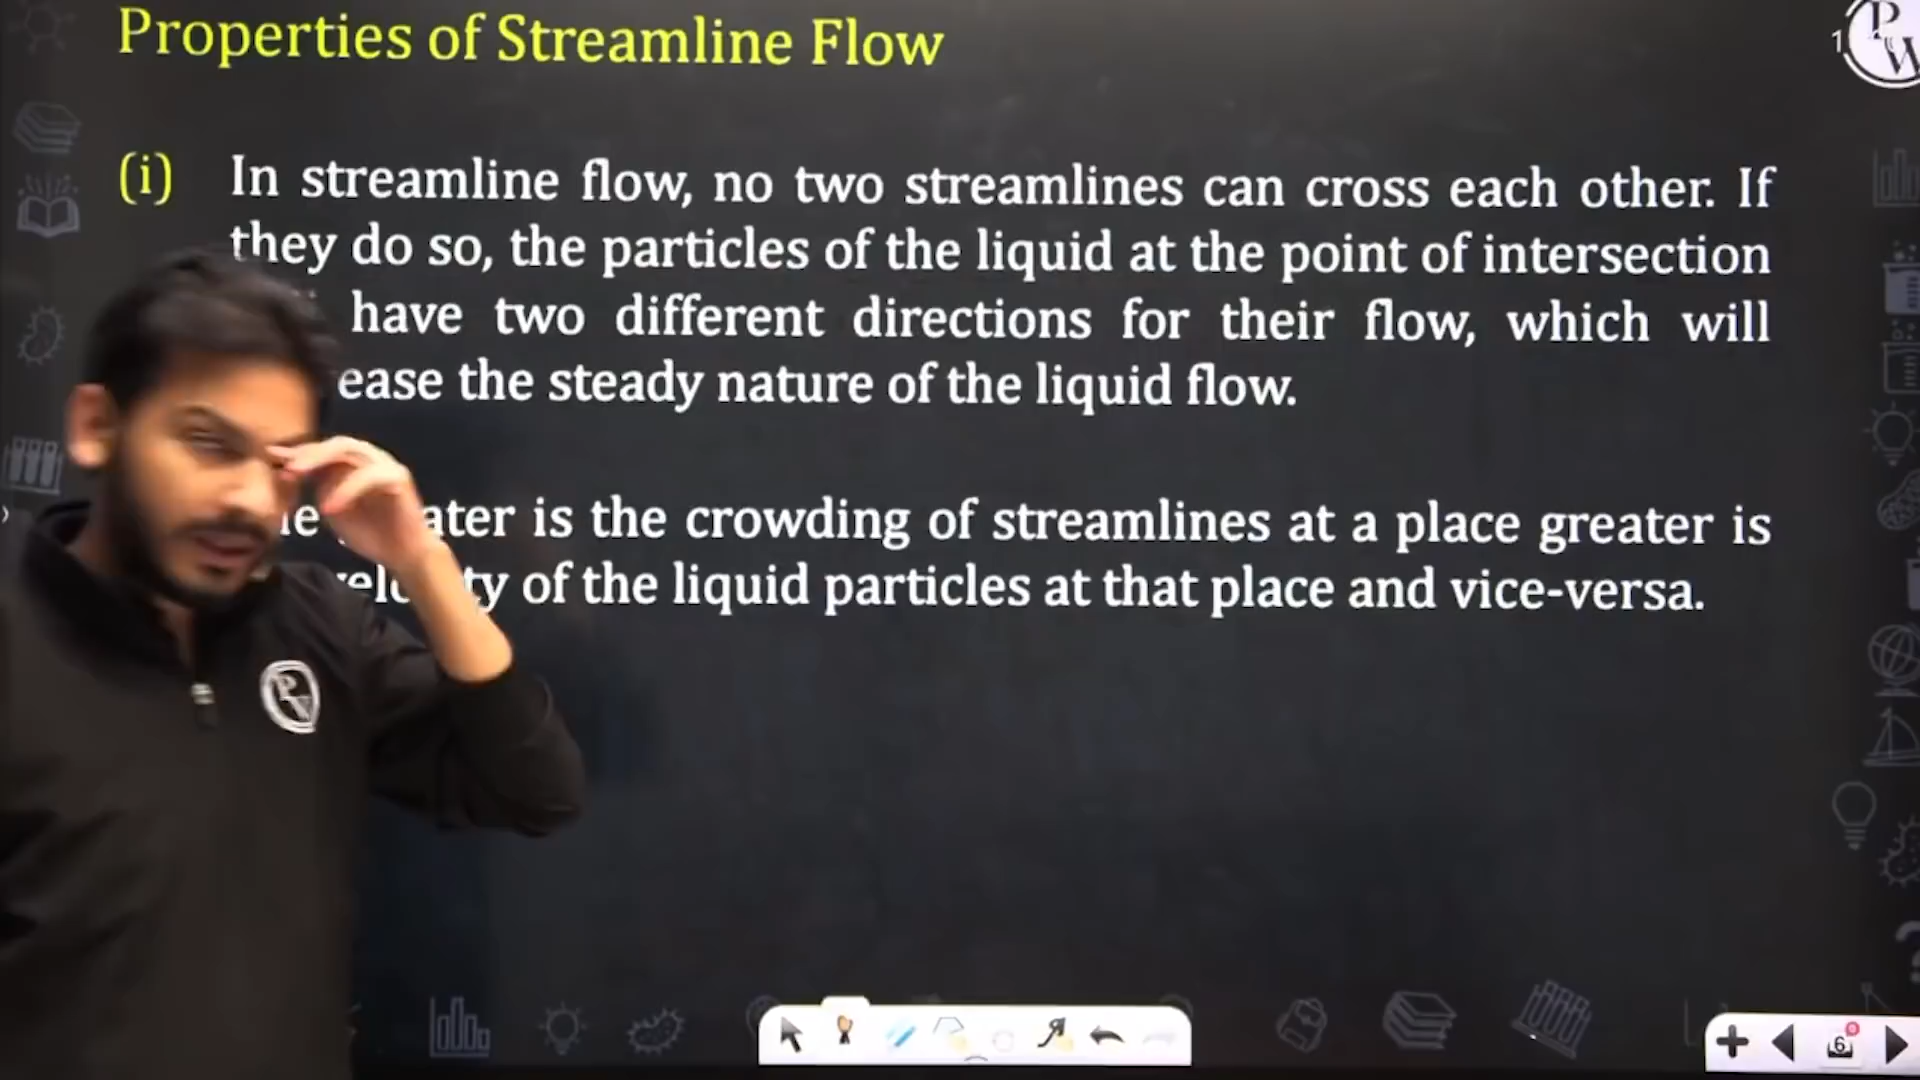 Properties of Streamline Flow
(i) In streamline flow, no two streamlines can cross each other. If
they do so, the particles of the liquid at the point of intersection
have two different directions for their flow, which will
ease the steady nature of the liquid flow.
ater is the crowding of streamlines at a place greater is
ty of the liquid particles at that place and vice-versa.
PW
6